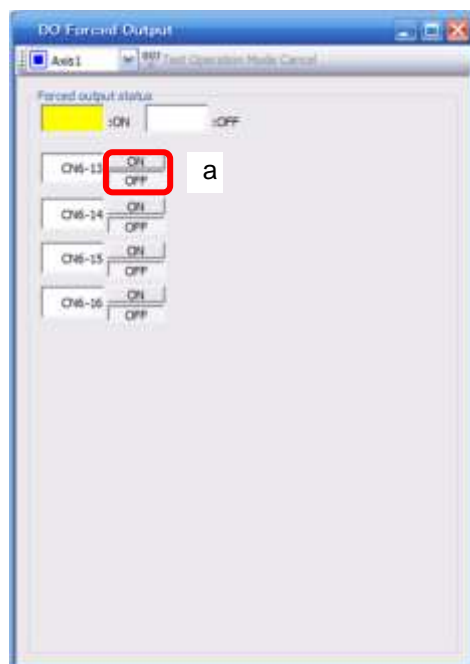 DO Forced Output
Axis1 EXIT Test Operation Mode Cancel
Forced output status
:ON :OFF
CN6-13 ON
OFF
a
CN6-14 ON
OFF
CN6-15 ON
OFF
CN6-16 ON
OFF